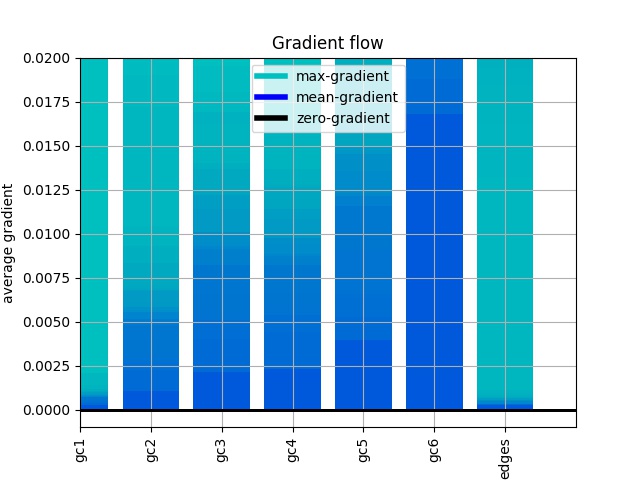 Gradient flow
max-gradient
mean-gradient
zero-gradient
average gradient
0.0200
0.0175
0.0150
0.0125
0.0100
0.0075
0.0050
0.0025
0.0000
gc1
gc2
gc3
gc4
gc5
gc6
edges